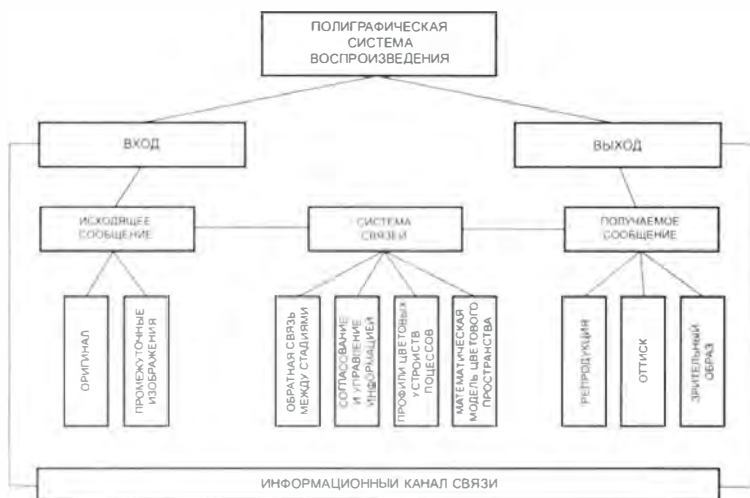 ПОЛИГРАФИЧЕСКАЯ
СИСТЕМА
ВОСПРОИЗВЕДЕНИЯ
ВХОД
ВЫХОД
ИСХОДЯЩЕЕ
СООБЩЕНИЕ
СИСТЕМА
СВЯЗЕЙ
ПОЛУЧАЕМОЕ
СООБЩЕНИЕ
ОРИГИНАЛ
ПРОМЕЖУТОЧНЫЕ
ИЗОБРАЖЕНИЯ
ОБРАТНАЯ СВЯЗЬ
МЕЖДУ СТАДИЯМИ
СОГЛАСОВАНИЕ
И УПРАВЛЕНИЕ
ИНФОРМАЦИЕЙ
ПРОФИЛИ ЦВЕТОВЫХ
УСТРОЙСТВ
ПОЦЕССОВ
МАТЕМАТИЧЕСКАЯ
МОДЕЛЬ ЦВЕТОВОГО
ПРОСТРАНСТВА
РЕПРОДУКЦИЯ
ОТТИСК
ЗРИТЕЛЬНЫЙ
ОБРАЗ
ИНФОРМАЦИОННЫЙ КАНАЛ СВЯЗИ